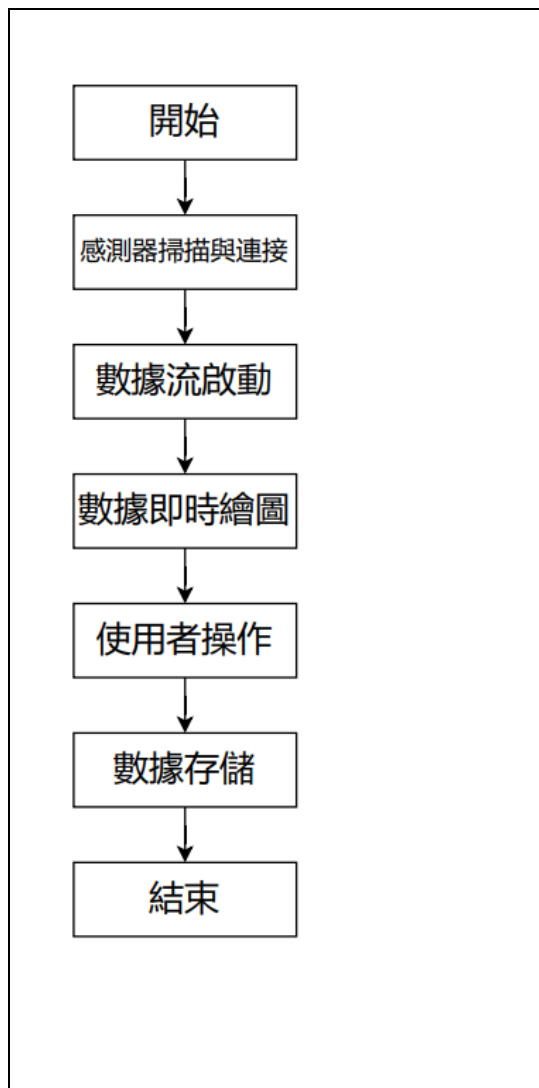 開始
感測器掃描與連接
數據流啟動
數據即時繪圖
使用者操作
數據存儲
結束